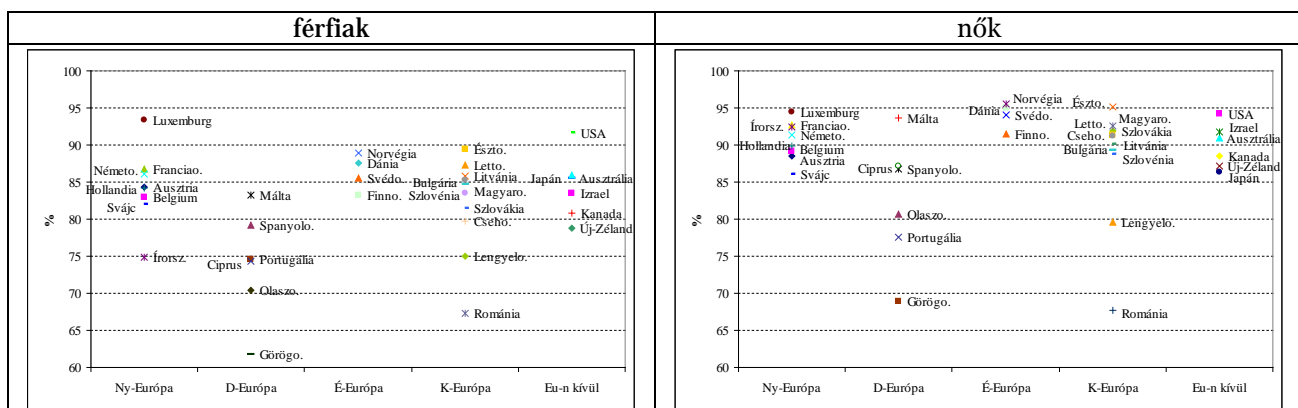 férfiak
nők
100
95
90
85
80
75
70
65
60
%
Luxemburg
Franciao.
Németo.
Hollandia
Ausztria
Belgium
Svájc
Írorsz.
Málta
Spanyolo.
Ciprus
Portugália
Olaszo.
Görögo.
Norvégia
Dánia
Svédo.
Finno.
Észto.
Letto.
Litvánia
Bulgária
Szlovénia
Magyaro.
Szlovákia
Cseho.
Lengyelo.
Románia
USA
Japán
Ausztrália
Izrael
Kanada
Új-Zéland
Ny-Európa
D-Európa
É-Európa
K-Európa
Eu-n kívül
100
95
90
85
80
75
70
65
60
%
Luxemburg
Írorsz.
Franciao.
Németo.
Hollandia
Belgium
Ausztria
Svájc
Málta
Ciprus
Spanyolo.
Olaszo.
Portugália
Görögo.
Norvégia
Dánia
Svédo.
Finno.
Észto.
Letto.
Magyaro.
Cseho.
Szlovákia
Bulgária
Litvánia
Szlovénia
Lengyelo.
Románia
USA
Izrael
Ausztrália
Kanada
Új-Zéland
Japán
Ny-Európa
D-Európa
É-Európa
K-Európa
Eu-n kívül